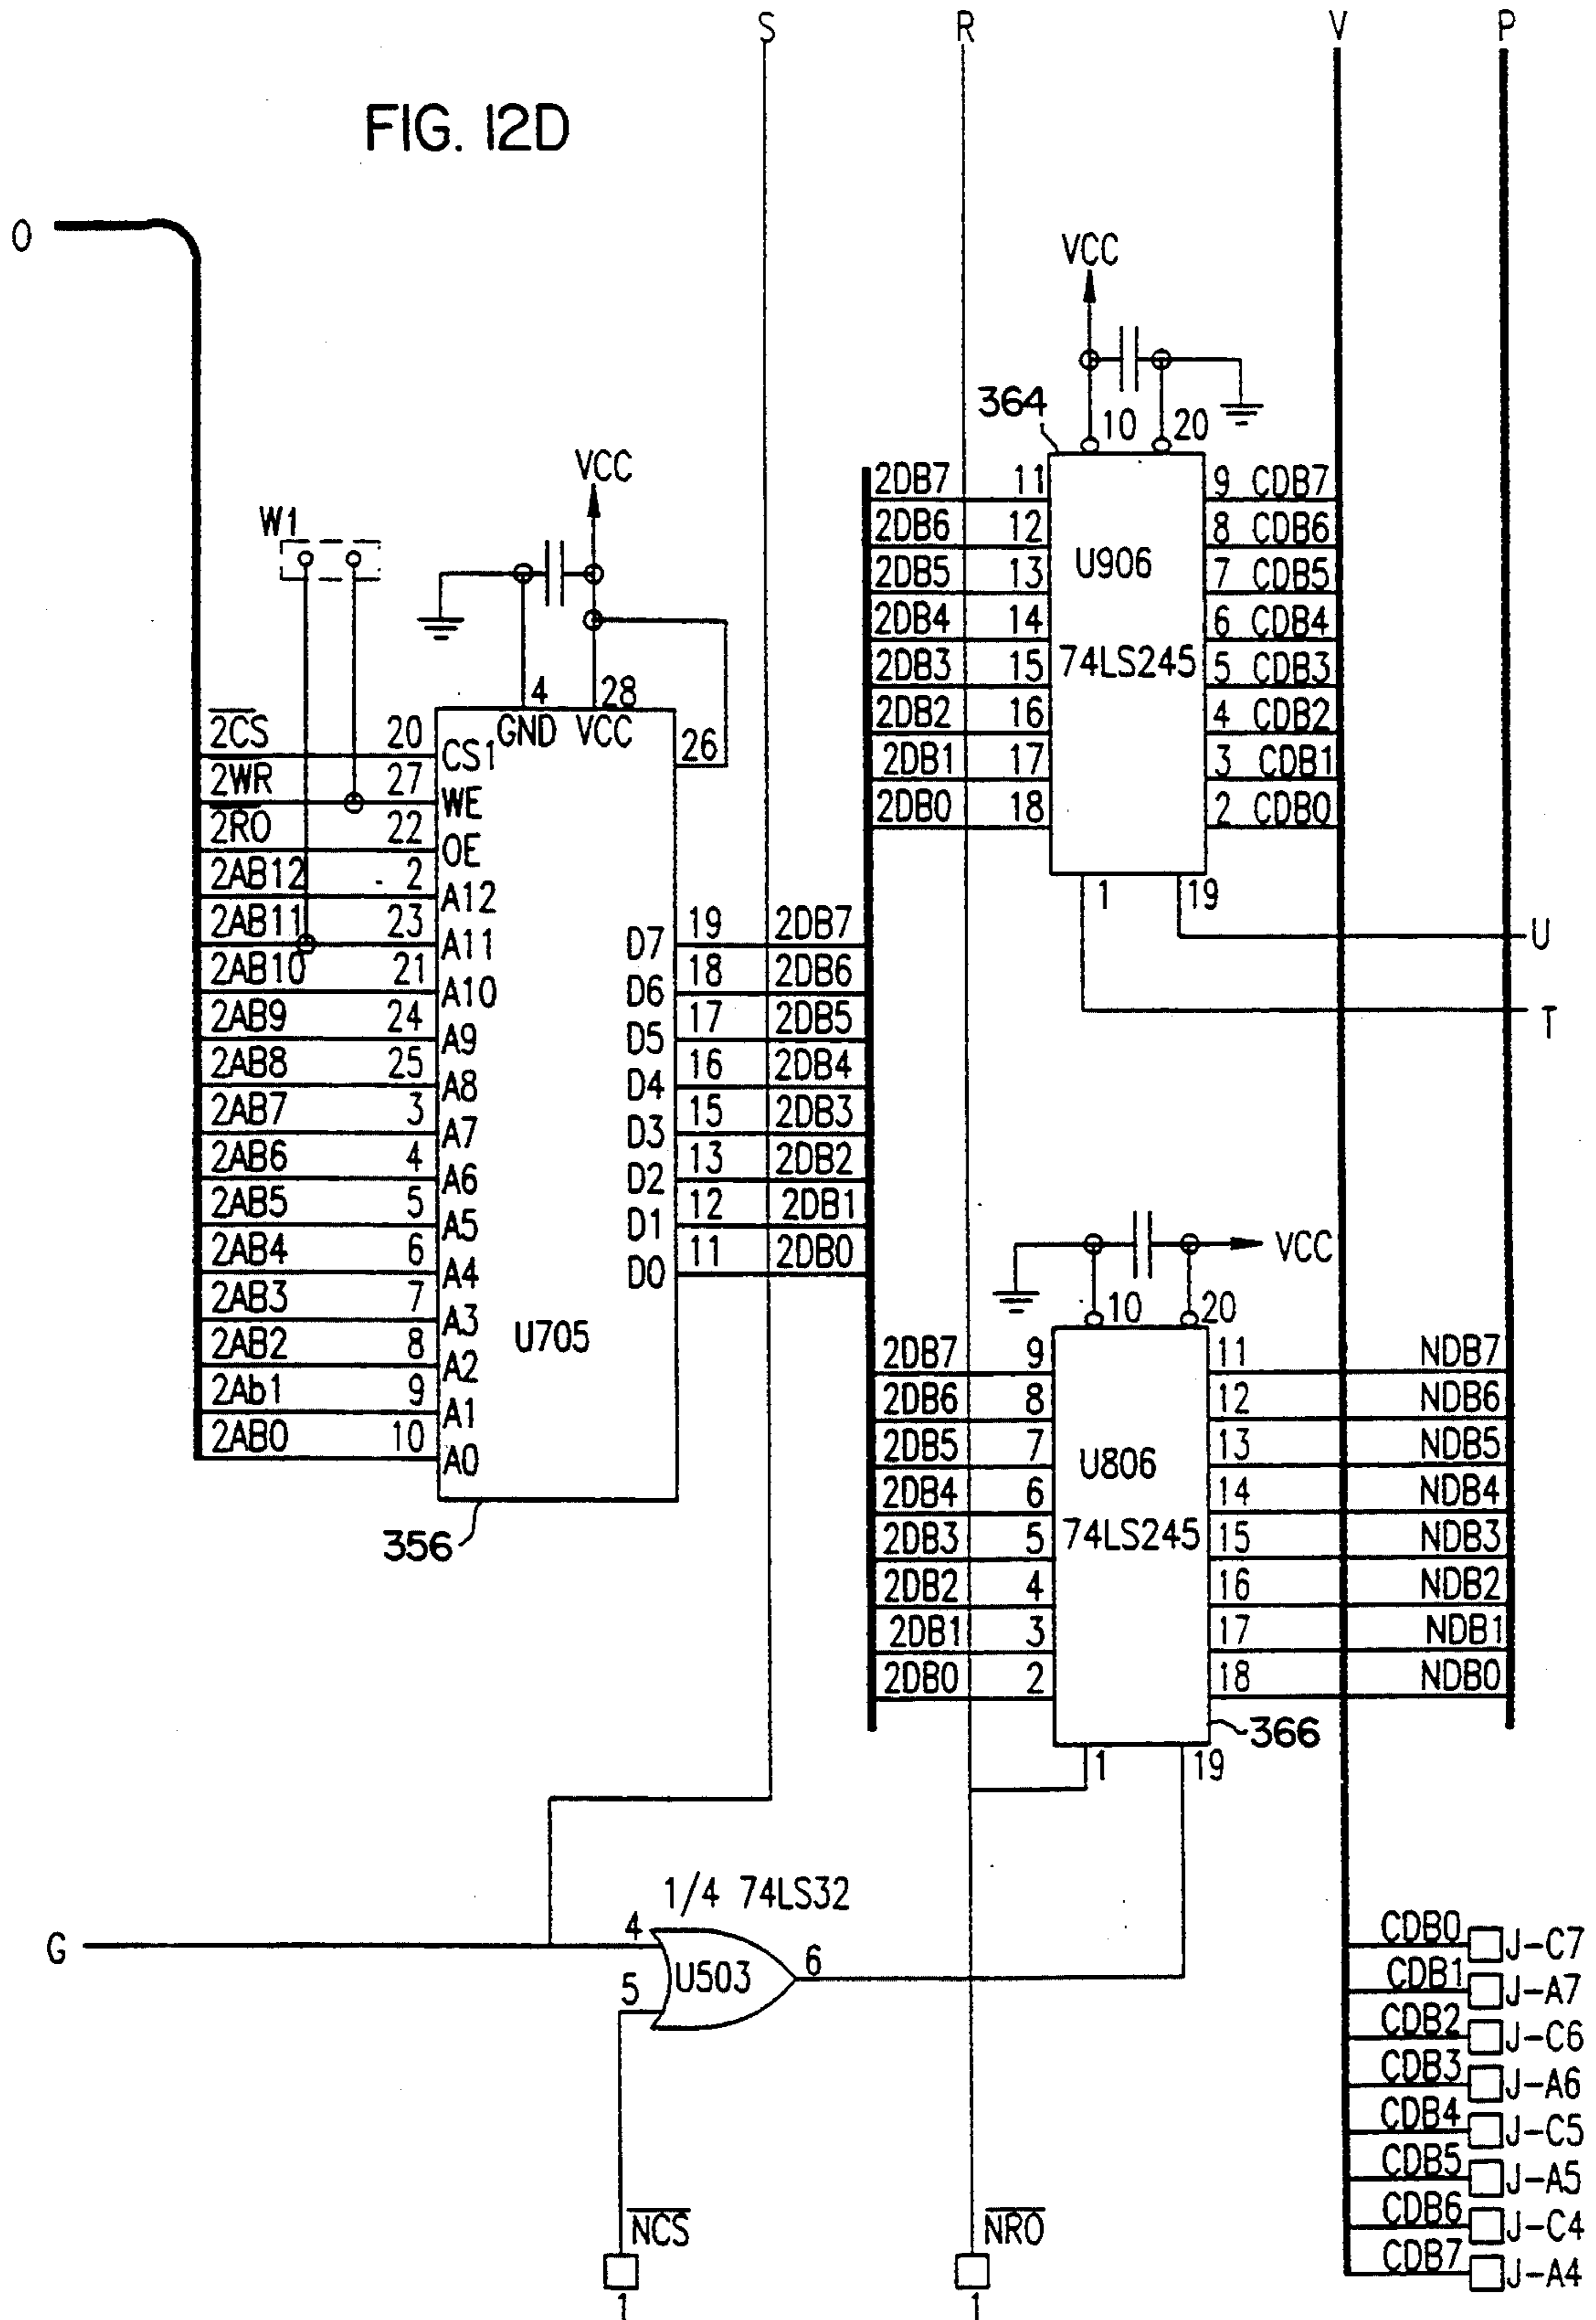 S R V P
FIG. 12D
O
VCC
364
10 20
2DB7 11 9 CDB7
2DB6 12 8 CDB6
U906
2DB5 13 7 CDB5
2DB4 14 6 CDB4
74LS245
2DB3 15 5 CDB3
2DB2 16 4 CDB2
2DB1 17 3 CDB1
2DB0 18 2 CDB0
1 19
U
T
W1
VCC
4 28
GND VCC
26
2CS 20 CS1
2WR 27 WE
2RO 22 OE
2AB12 2 A12
2AB11 23 A11
2AB10 21 A10
2AB9 24 A9
2AB8 25 A8
2AB7 3 A7
2AB6 4 A6
2AB5 5 A5
2AB4 6 A4
2AB3 7 A3
2AB2 8 A2
2Ab1 9 A1
2AB0 10 A0
U705
356
D7 19 2DB7
D6 18 2DB6
D5 17 2DB5
D4 16 2DB4
D3 15 2DB3
D2 13 2DB2
D1 12 2DB1
D0 11 2DB0
VCC
10 20
2DB7 9 11 NDB7
2DB6 8 12 NDB6
2DB5 7 13 NDB5
U806
2DB4 6 14 NDB4
74LS245
2DB3 5 15 NDB3
2DB2 4 16 NDB2
2DB1 3 17 NDB1
2DB0 2 18 NDB0
366
1 19
1/4 74LS32
G
4
U503
6
5
NCS
1
NRO
1
CDB0 J-C7
CDB1 J-A7
CDB2 J-C6
CDB3 J-A6
CDB4 J-C5
CDB5 J-A5
CDB6 J-C4
CDB7 J-A4